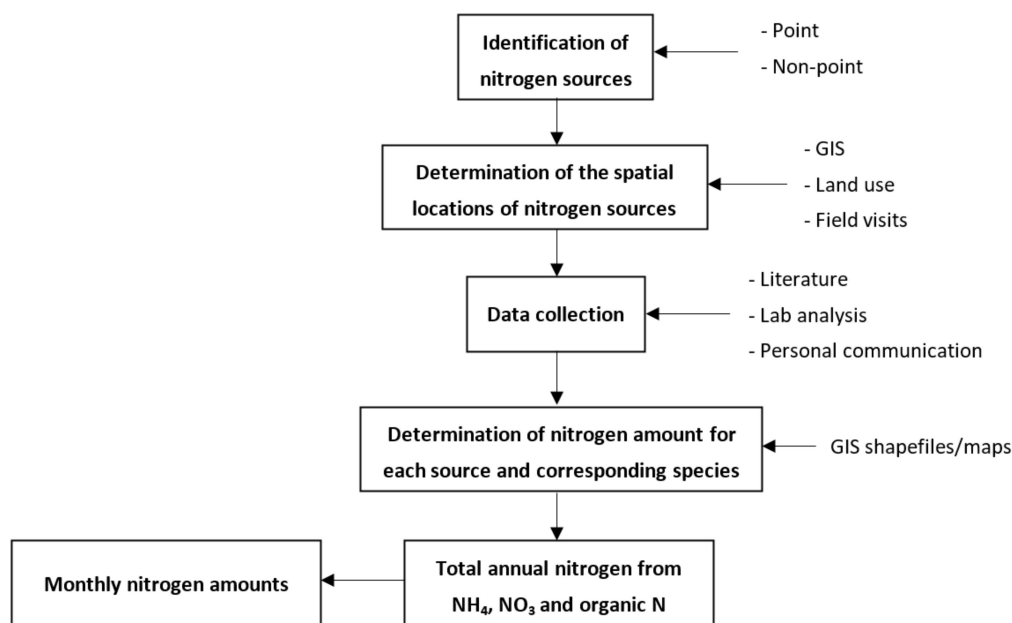 Identification of
nitrogen sources
- Point
- Non-point
Determination of the spatial
locations of nitrogen sources
- GIS
- Land use
- Field visits
Data collection
- Literature
- Lab analysis
- Personal communication
Determination of nitrogen amount for
each source and corresponding species
GIS shapefiles/maps
Monthly nitrogen amounts
Total annual nitrogen from
NH₄, NO₃ and organic N